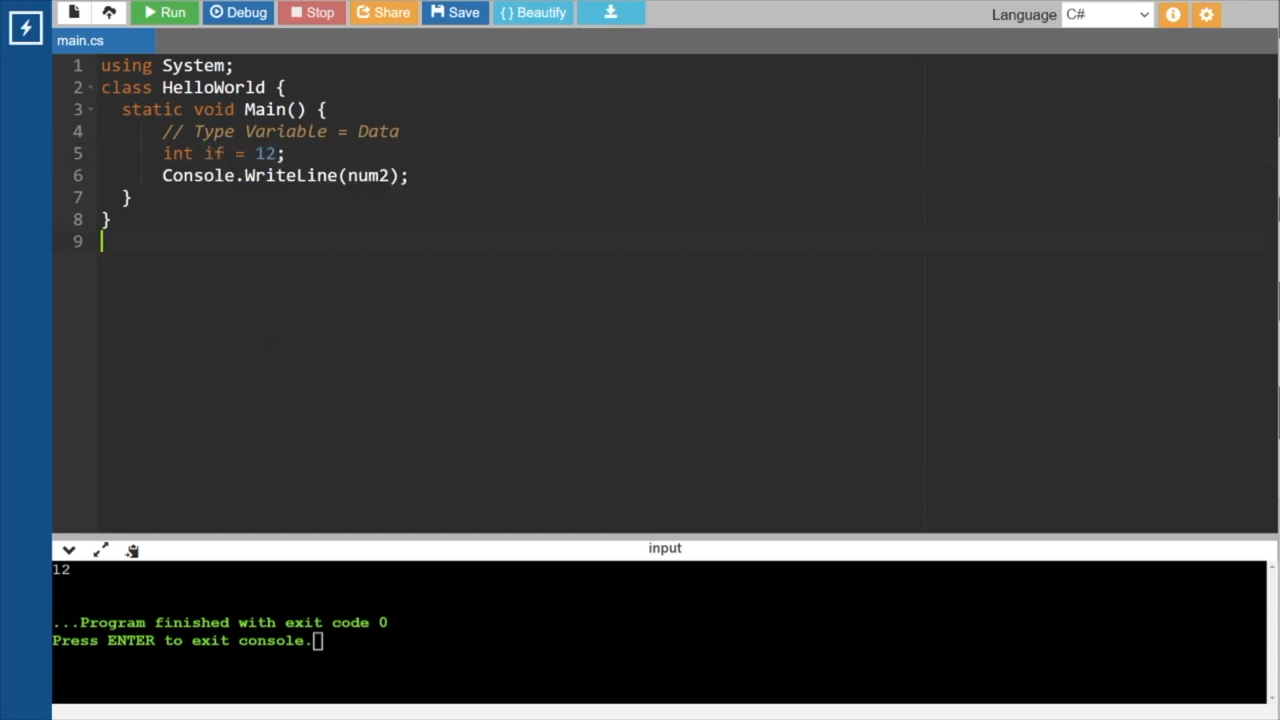 Run Debug Stop Share Save { } Beautify Language C#
main.cs
1 using System;
2 class HelloWorld {
3 static void Main() {
4 // Type Variable = Data
5 int if = 12;
6 Console.WriteLine(num2);
7 }
8 }
9
input
12
...Program finished with exit code 0
Press ENTER to exit console.